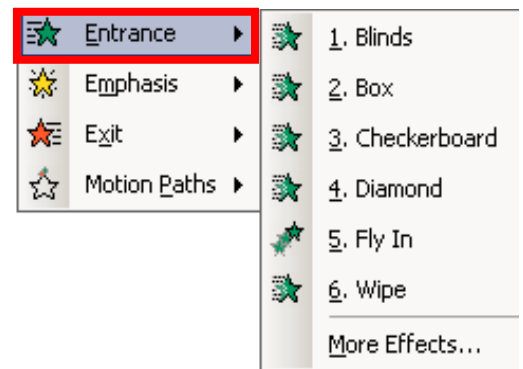 Entrance
Emphasis
Exit
Motion Paths
1. Blinds
2. Box
3. Checkerboard
4. Diamond
5. Fly In
6. Wipe
More Effects...